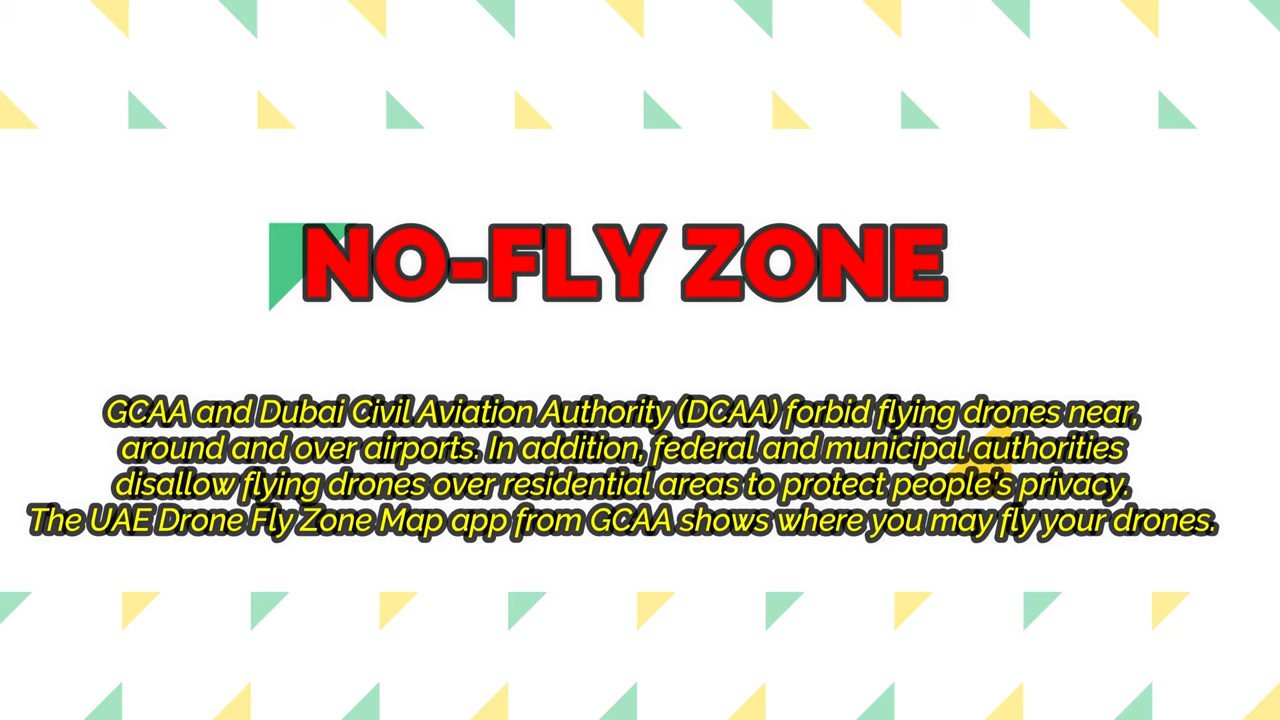 NO-FLY ZONE
GCAA and Dubai Civil Aviation Authority (DCAA) forbid flying drones near,
around and over airports. In addition, federal and municipal authorities
disallow flying drones over residential areas to protect people's privacy.
The UAE Drone Fly Zone Map app from GCAA shows where you may fly your drones.